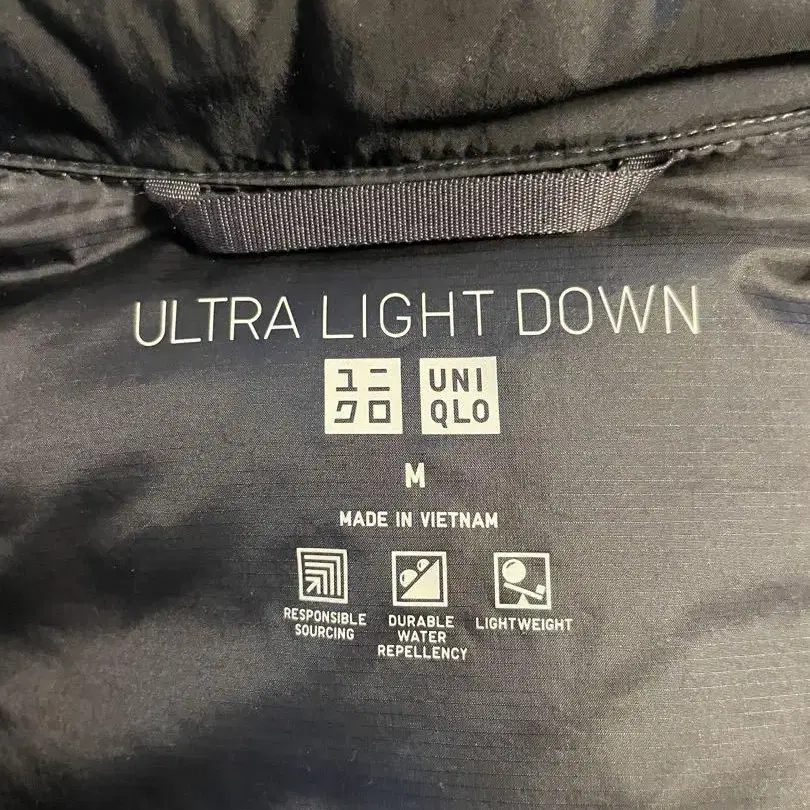 ULTRA LIGHT DOWN
ユニ UNI
クロ QLO
M
MADE IN VIETNAM
RESPONSIBLE DURABLE LIGHTWEIGHT
SOURCING WATER
REPELLENCY